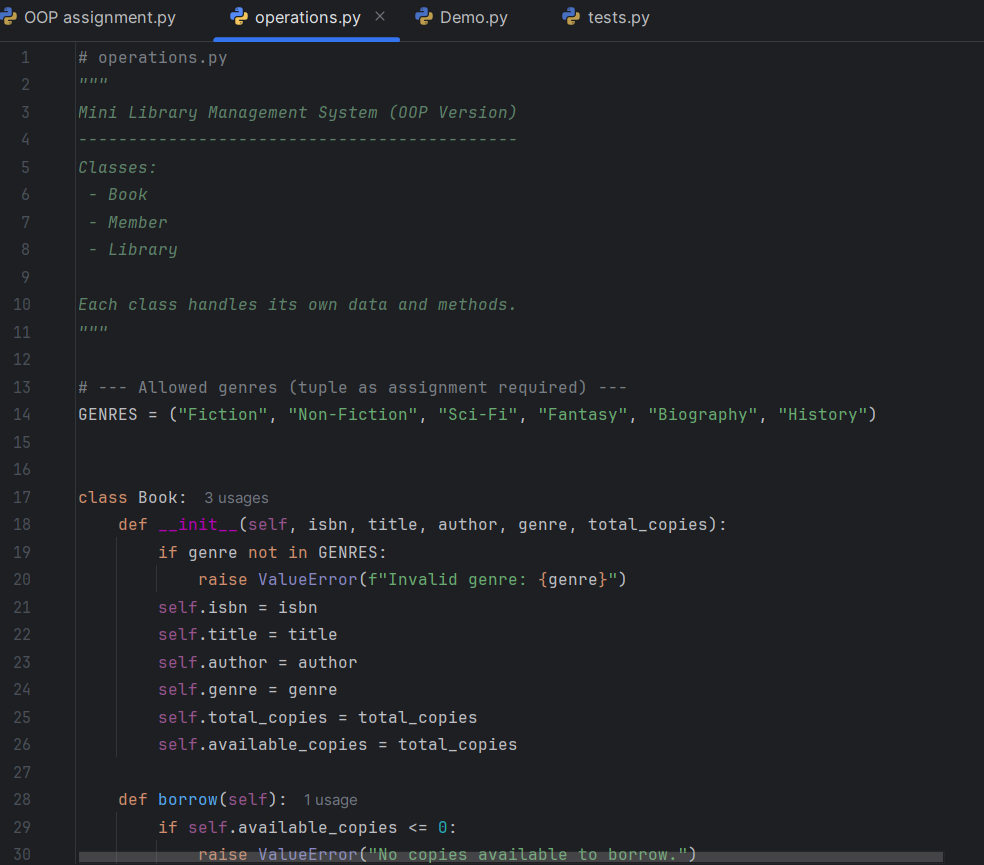 OOP assignment.py operations.py × Demo.py tests.py
1 # operations.py
2 """
3 Mini Library Management System (OOP Version)
4 --------------------------------------------
5 Classes:
6  - Book
7  - Member
8  - Library
9
10 Each class handles its own data and methods.
11 """
12
13 # --- Allowed genres (tuple as assignment required) ---
14 GENRES = ("Fiction", "Non-Fiction", "Sci-Fi", "Fantasy", "Biography", "History")
15
16
17 class Book: 3 usages
18     def __init__(self, isbn, title, author, genre, total_copies):
19         if genre not in GENRES:
20             raise ValueError(f"Invalid genre: {genre}")
21         self.isbn = isbn
22         self.title = title
23         self.author = author
24         self.genre = genre
25         self.total_copies = total_copies
26         self.available_copies = total_copies
27
28     def borrow(self): 1 usage
29         if self.available_copies <= 0:
30             raise ValueError("No copies available to borrow.")